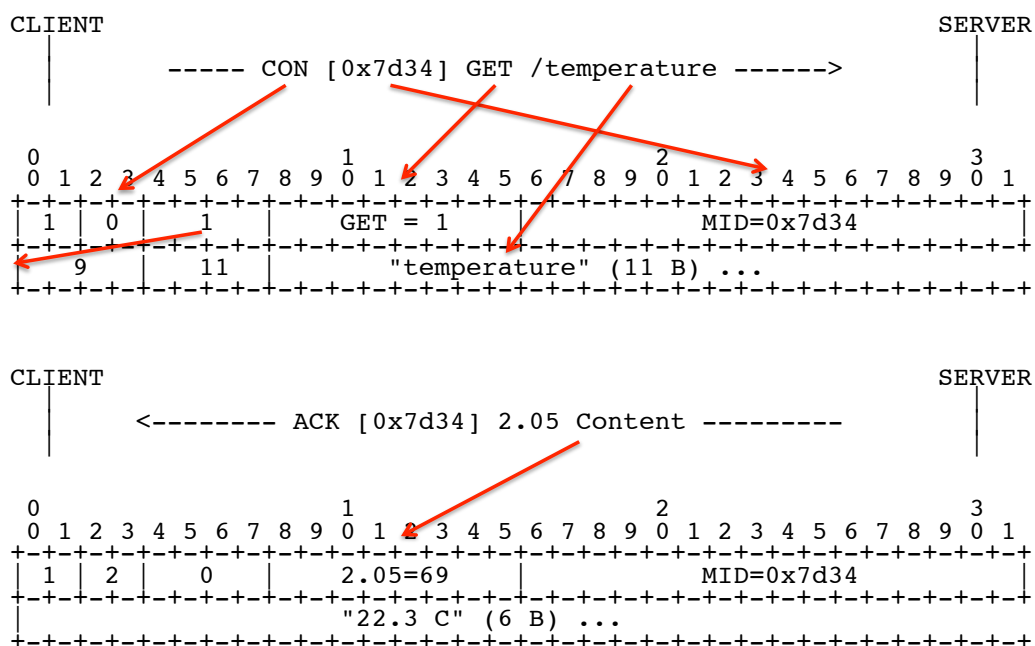 CLIENT SERVER
----- CON [0x7d34] GET /temperature ------>
0 1 2 3
0 1 2 3 4 5 6 7 8 9 0 1 2 3 4 5 6 7 8 9 0 1 2 3 4 5 6 7 8 9 0 1
+-+-+-+-+-+-+-+-+-+-+-+-+-+-+-+-+-+-+-+-+-+-+-+-+-+-+-+-+-+-+-+-+
| 1 | 0 | 1 | GET = 1 | MID=0x7d34 |
+-+-+-+-+-+-+-+-+-+-+-+-+-+-+-+-+-+-+-+-+-+-+-+-+-+-+-+-+-+-+-+-+
| 9 | 11 | "temperature" (11 B) ...
+-+-+-+-+-+-+-+-+-+-+-+-+-+-+-+-+-+-+-+-+-+-+-+-+-+-+-+-+-+-+-+-+
CLIENT SERVER
<-------- ACK [0x7d34] 2.05 Content ---------
0 1 2 3
0 1 2 3 4 5 6 7 8 9 0 1 2 3 4 5 6 7 8 9 0 1 2 3 4 5 6 7 8 9 0 1
+-+-+-+-+-+-+-+-+-+-+-+-+-+-+-+-+-+-+-+-+-+-+-+-+-+-+-+-+-+-+-+-+
| 1 | 2 | 0 | 2.05=69 | MID=0x7d34 |
+-+-+-+-+-+-+-+-+-+-+-+-+-+-+-+-+-+-+-+-+-+-+-+-+-+-+-+-+-+-+-+-+
| "22.3 C" (6 B) ...
+-+-+-+-+-+-+-+-+-+-+-+-+-+-+-+-+-+-+-+-+-+-+-+-+-+-+-+-+-+-+-+-+